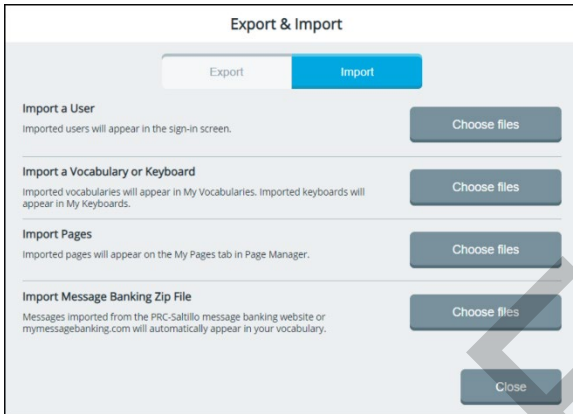 Export & Import
Export
Import
Import a User
Imported users will appear in the sign-in screen.
Choose files
Import a Vocabulary or Keyboard
Imported vocabularies will appear in My Vocabularies. Imported keyboards will
appear in My Keyboards.
Choose files
Import Pages
Imported pages will appear on the My Pages tab in Page Manager.
Choose files
Import Message Banking Zip File
Messages imported from the PRC-Saltillo message banking website or
mymessagebanking.com will automatically appear in your vocabulary.
Choose files
Close